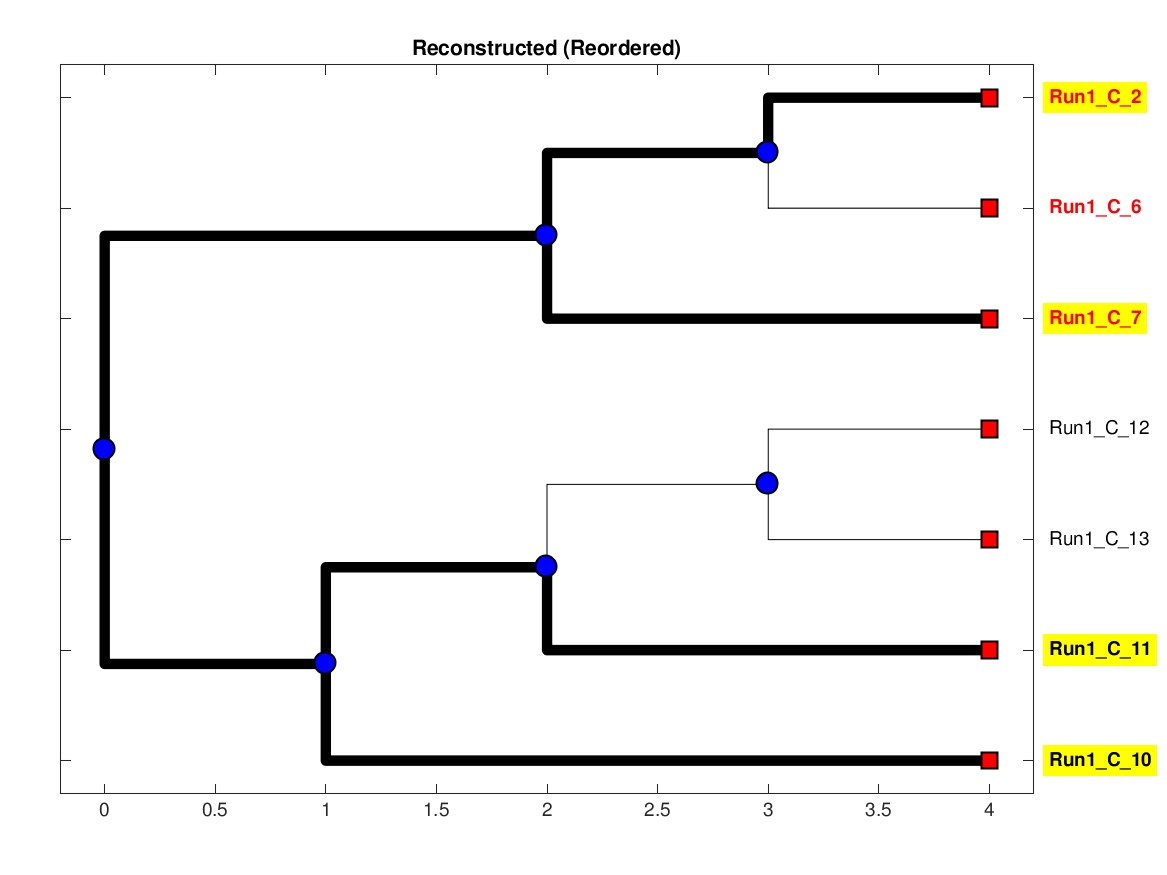 Reconstructed (Reordered)
Run1_C_2
Run1_C_6
Run1_C_7
Run1_C_12
Run1_C_13
Run1_C_11
Run1_C_10
0 0.5 1 1.5 2 2.5 3 3.5 4